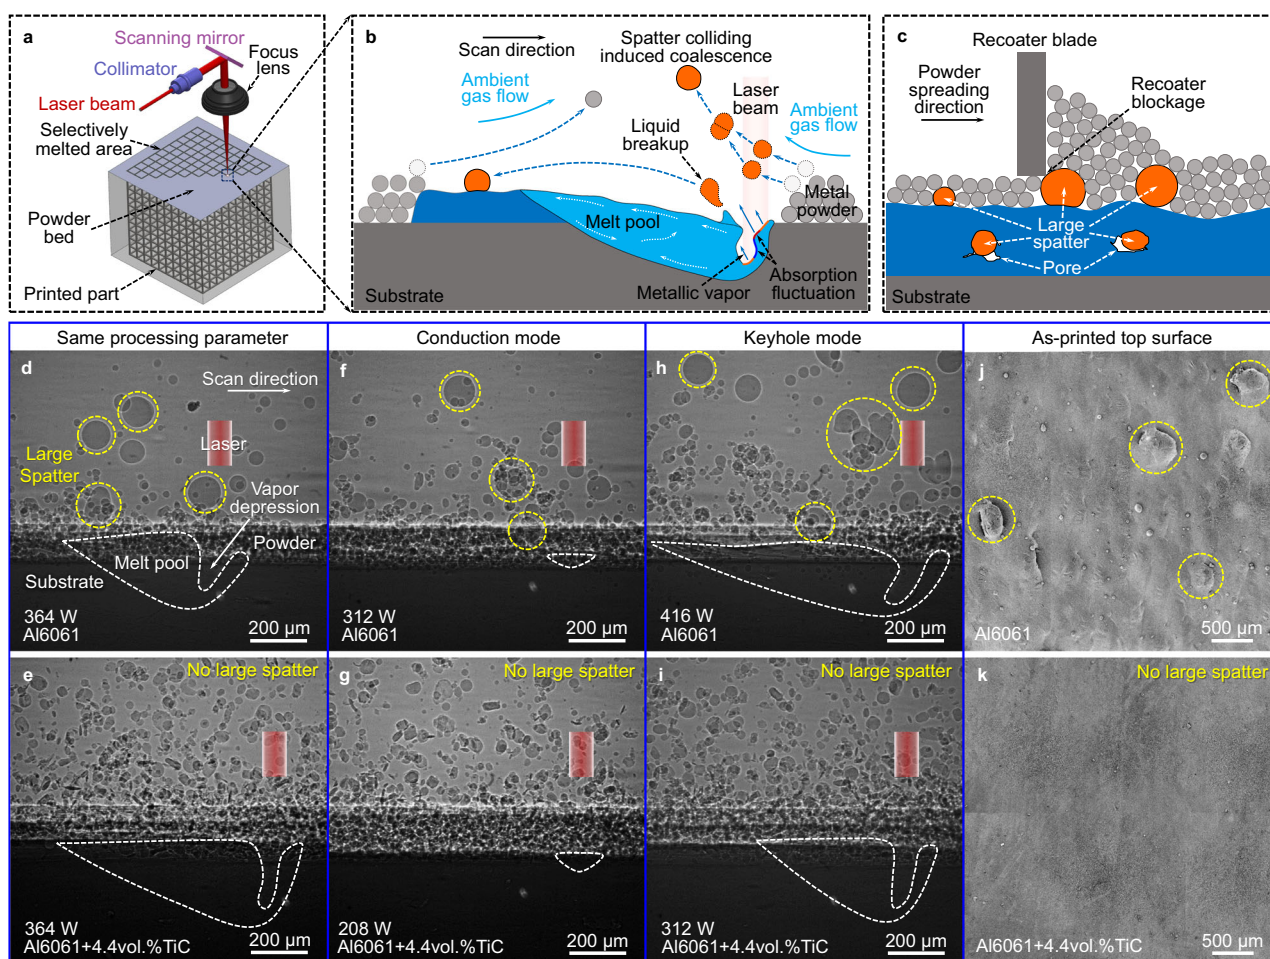 a
Scanning mirror
Collimator
Focus
lens
Laser beam
Selectively
melted area
Powder
bed
Printed part
b
Scan direction
Spatter colliding
induced coalescence
Ambient
gas flow
Laser
beam
Ambient
gas flow
Liquid
breakup
Metal
powder
Melt pool
Substrate
Metallic vapor
Absorption
fluctuation
c
Recoater blade
Powder
spreading
direction
Recoater
blockage
Large
spatter
Pore
Substrate
Same processing parameter
Conduction mode
Keyhole mode
As-printed top surface
d
Scan direction
Laser
Large
Spatter
Vapor
depression
Powder
Melt pool
Substrate
364 W
Al6061
200 µm
f
312 W
Al6061
200 µm
h
416 W
Al6061
200 µm
j
Al6061
500 µm
e
No large spatter
364 W
Al6061+4.4vol.%TiC
200 µm
g
No large spatter
208 W
Al6061+4.4vol.%TiC
200 µm
i
No large spatter
312 W
Al6061+4.4vol.%TiC
200 µm
k
No large spatter
Al6061+4.4vol.%TiC
500 µm